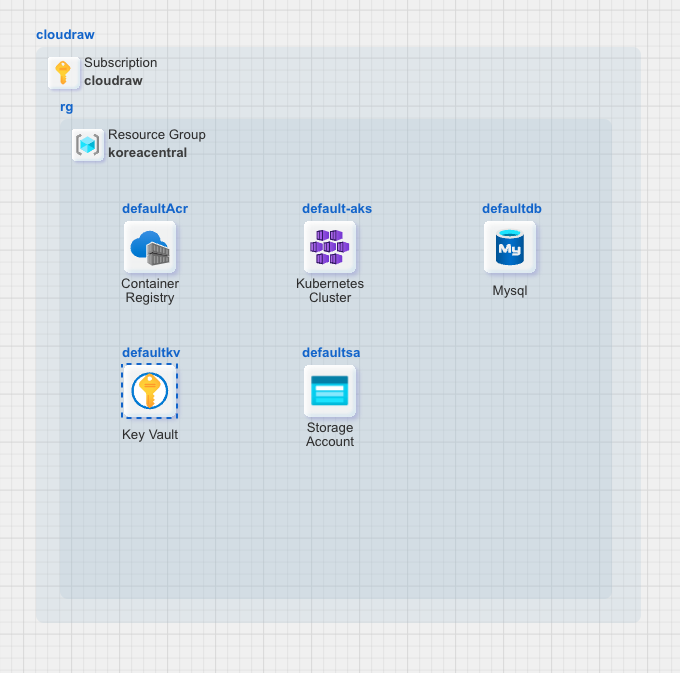 cloudraw
Subscription
cloudraw
rg
Resource Group
koreacentral
defaultAcr
default-aks
defaultdb
My
Container
Registry
Kubernetes
Cluster
Mysql
defaultkv
defaultsa
Key Vault
Storage
Account